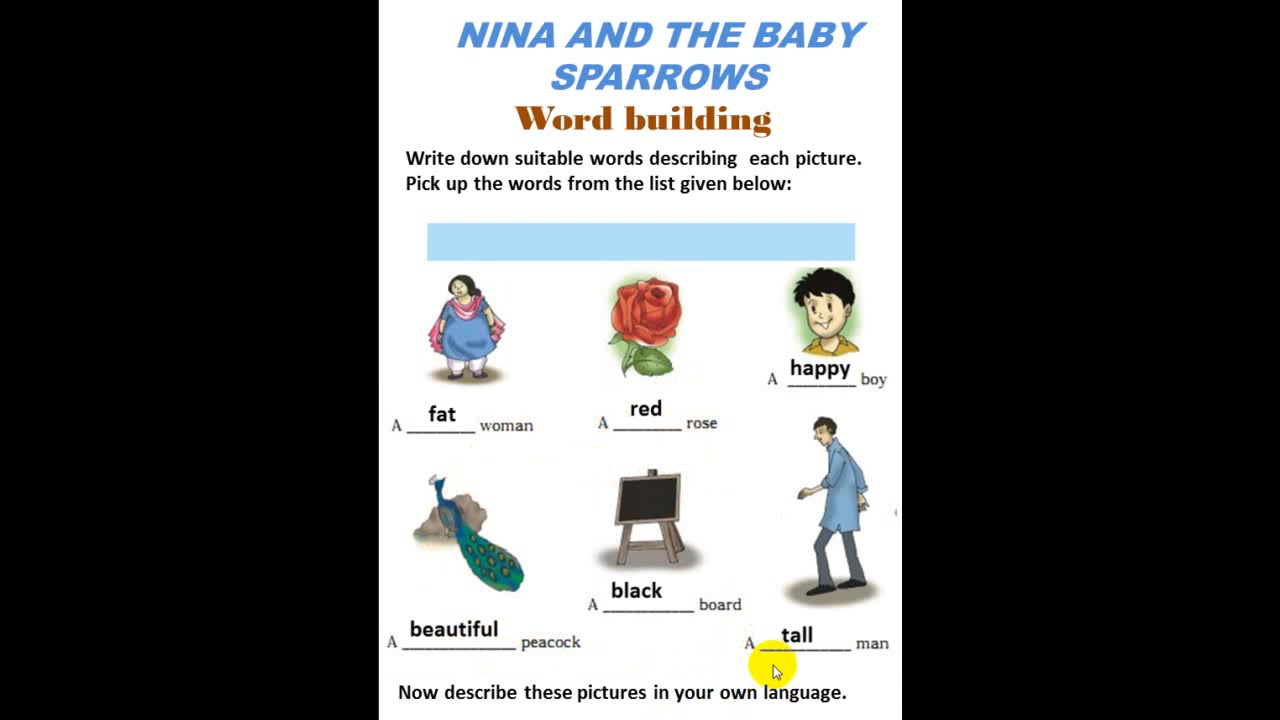 NINA AND THE BABY
SPARROWS
Word building
Write down suitable words describing each picture.
Pick up the words from the list given below:
A happy boy
A fat woman
A red rose
A black board
A beautiful peacock
A tall man
Now describe these pictures in your own language.